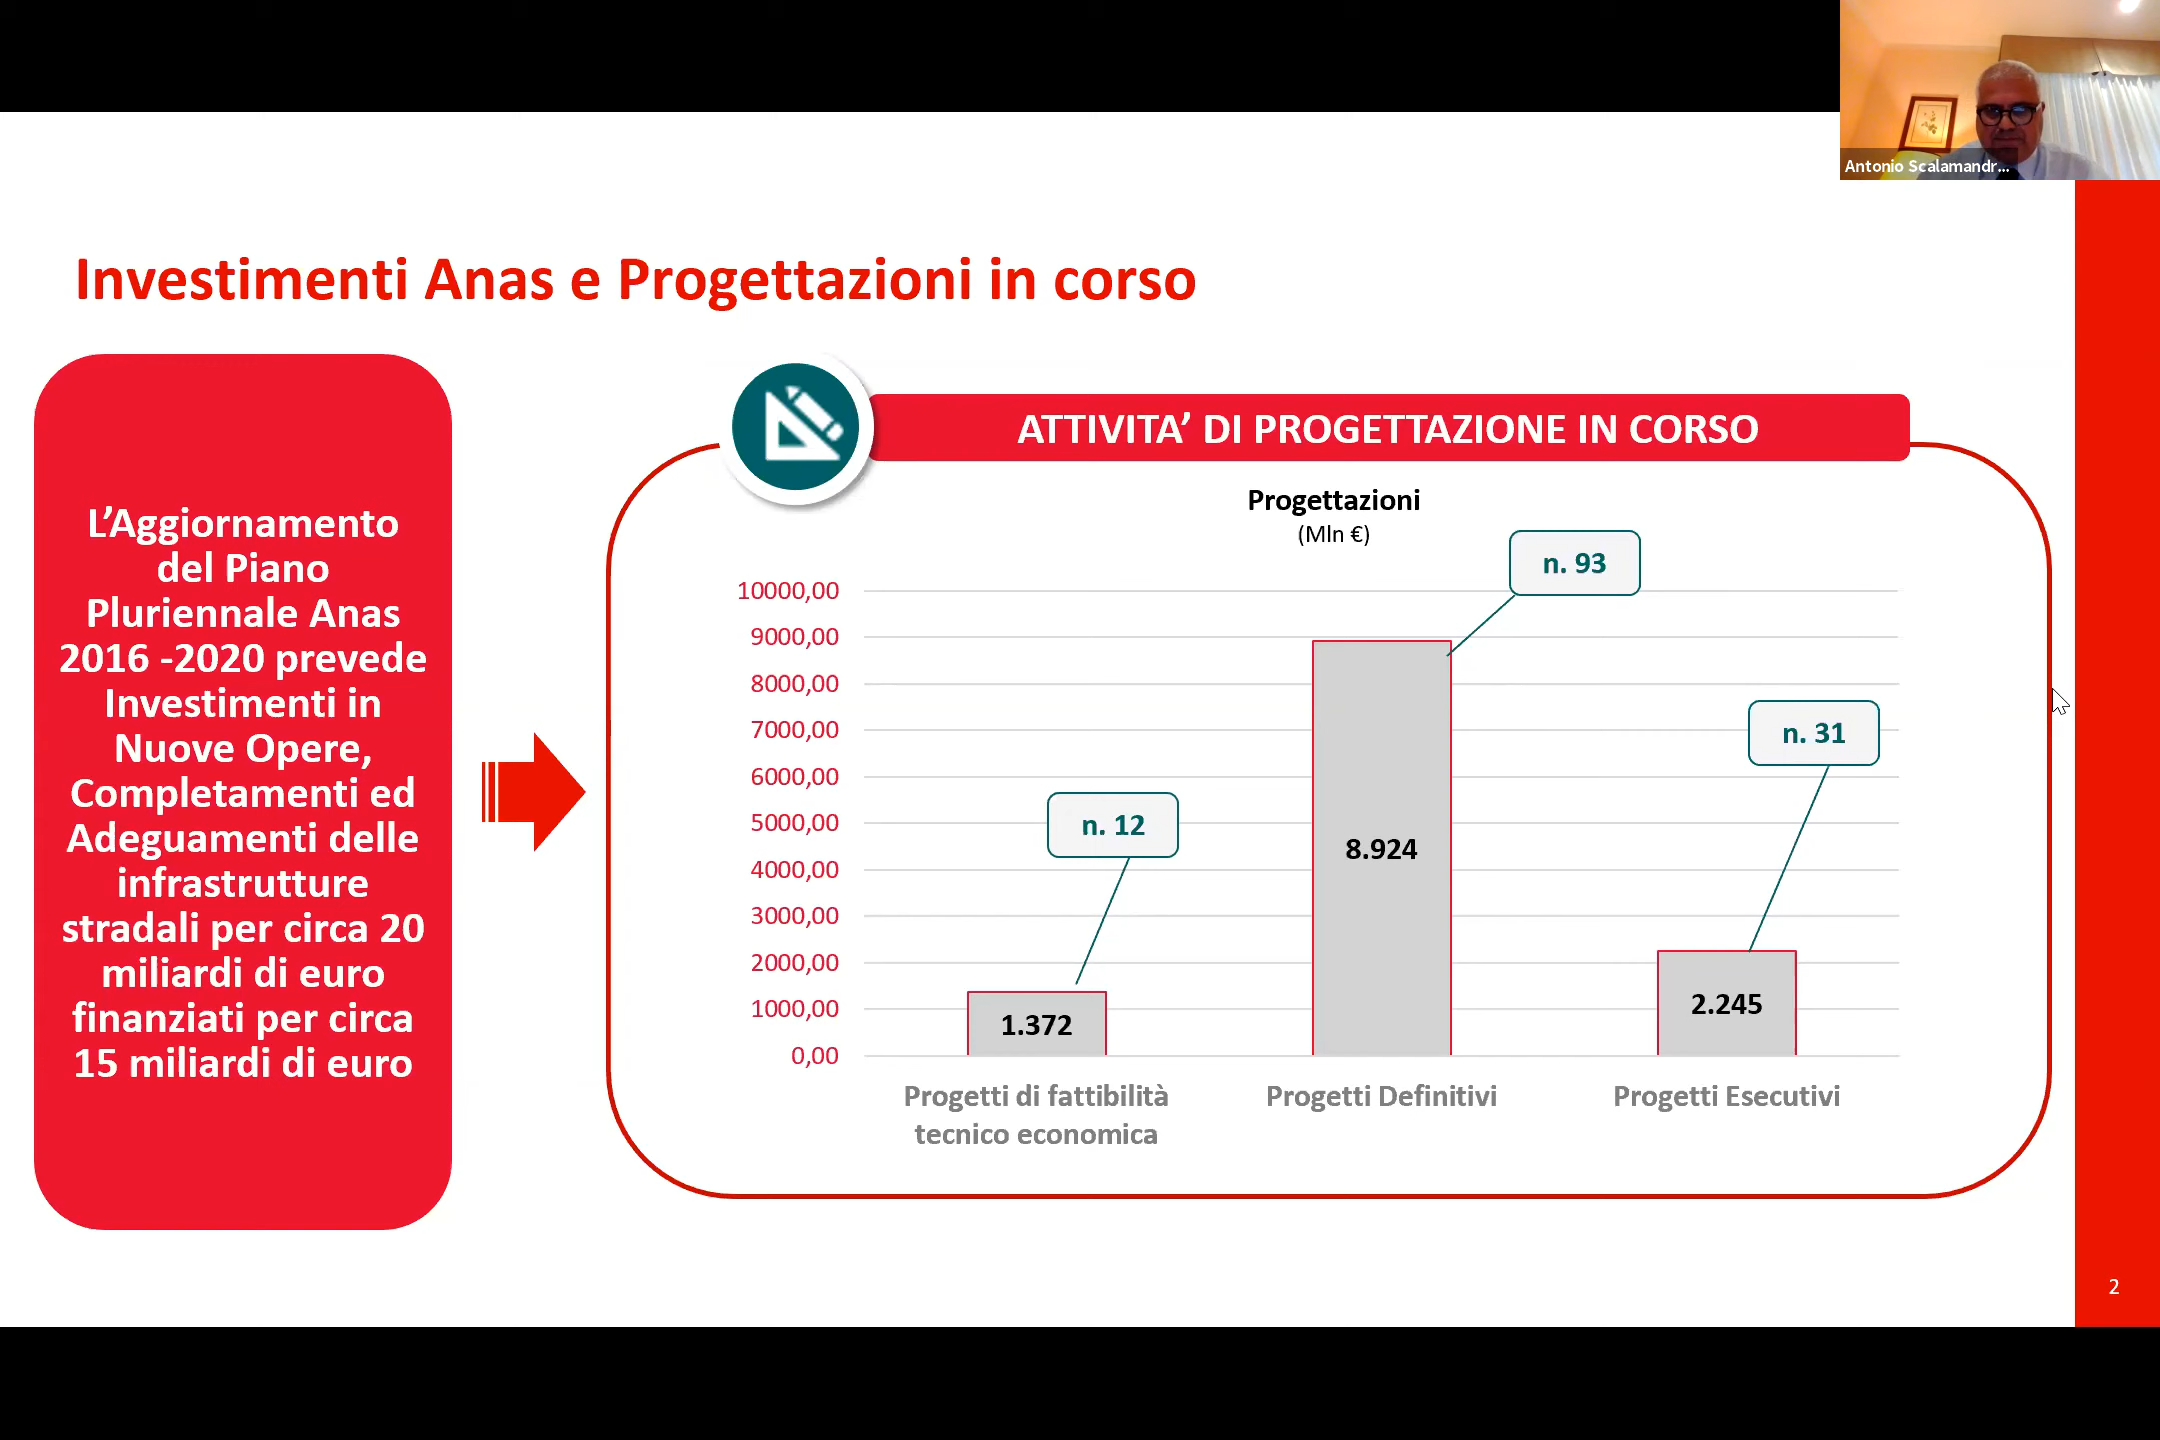 Antonio Scalamandr...
Investimenti Anas e Progettazioni in corso
L’Aggiornamento
del Piano
Pluriennale Anas
2016 -2020 prevede
Investimenti in
Nuove Opere,
Completamenti ed
Adeguamenti delle
infrastrutture
stradali per circa 20
miliardi di euro
finanziati per circa
15 miliardi di euro
ATTIVITA’ DI PROGETTAZIONE IN CORSO
Progettazioni
(Mln €)
10000,00
9000,00
8000,00
7000,00
6000,00
5000,00
4000,00
3000,00
2000,00
1000,00
0,00
n. 12
n. 93
n. 31
1.372
8.924
2.245
Progetti di fattibilità
tecnico economica
Progetti Definitivi
Progetti Esecutivi
2